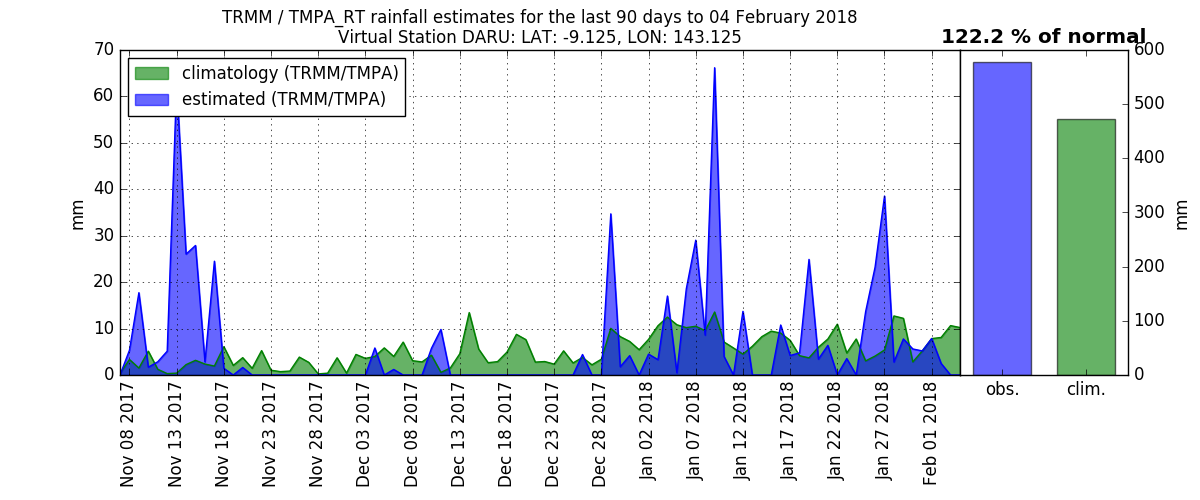 TRMM / TMPA_RT rainfall estimates for the last 90 days to 04 February 2018
Virtual Station DARU: LAT: -9.125, LON: 143.125
122.2 % of normal
climatology (TRMM/TMPA)
estimated (TRMM/TMPA)
70
60
50
40
30
20
10
0
mm
Nov 08 2017
Nov 13 2017
Nov 18 2017
Nov 23 2017
Nov 28 2017
Dec 03 2017
Dec 08 2017
Dec 13 2017
Dec 18 2017
Dec 23 2017
Dec 28 2017
Jan 02 2018
Jan 07 2018
Jan 12 2018
Jan 17 2018
Jan 22 2018
Jan 27 2018
Feb 01 2018
obs.
clim.
600
500
400
300
200
100
0
mm